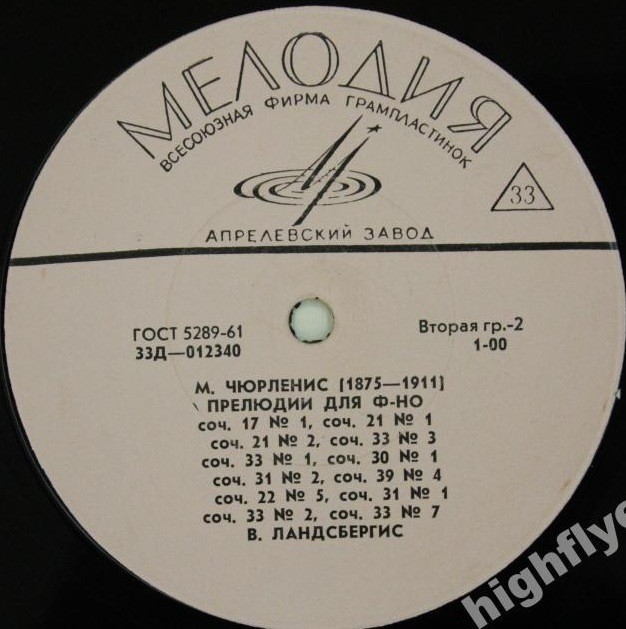 МЕЛОДИЯ
ВСЕСОЮЗНАЯ ФИРМА ГРАМПЛАСТИНОК
33
АПРЕЛЕВСКИЙ ЗАВОД
ГОСТ 5289-61
33Д—012340
Вторая гр.-2
1-00
М. ЧЮРЛЕНИС (1875—1911)
ПРЕЛЮДИИ ДЛЯ Ф-НО
соч. 17 № 1, соч. 21 № 1
соч. 21 № 2, соч. 33 № 3
соч. 33 № 1, соч. 30 № 1
соч. 31 № 2, соч. 39 № 4
соч. 22 № 5, соч. 31 № 1
соч. 33 № 2, соч. 33 № 7
В. ЛАНДСБЕРГИС